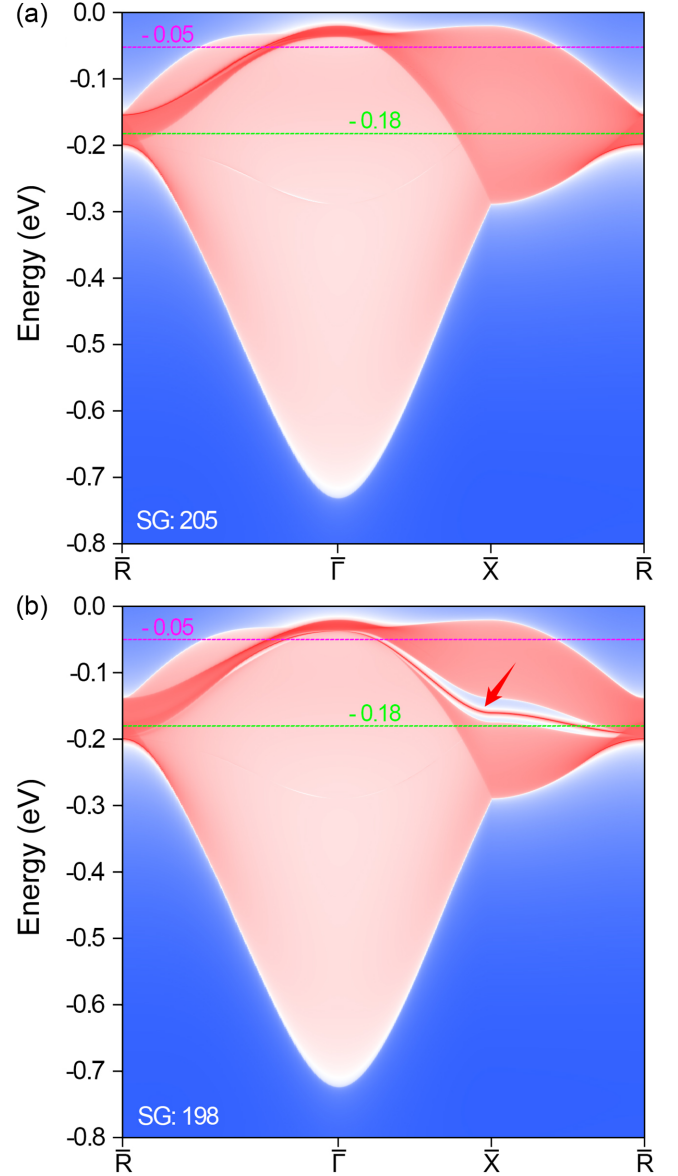 (a)
0.0
- 0.05
-0.1
- 0.18
-0.2
-0.3
Energy (eV)
-0.4
-0.5
-0.6
-0.7
SG: 205
-0.8
R̅ Γ̅ X̅ R̅
(b)
0.0
- 0.05
-0.1
- 0.18
-0.2
-0.3
Energy (eV)
-0.4
-0.5
-0.6
-0.7
SG: 198
-0.8
R̅ Γ̅ X̅ R̅